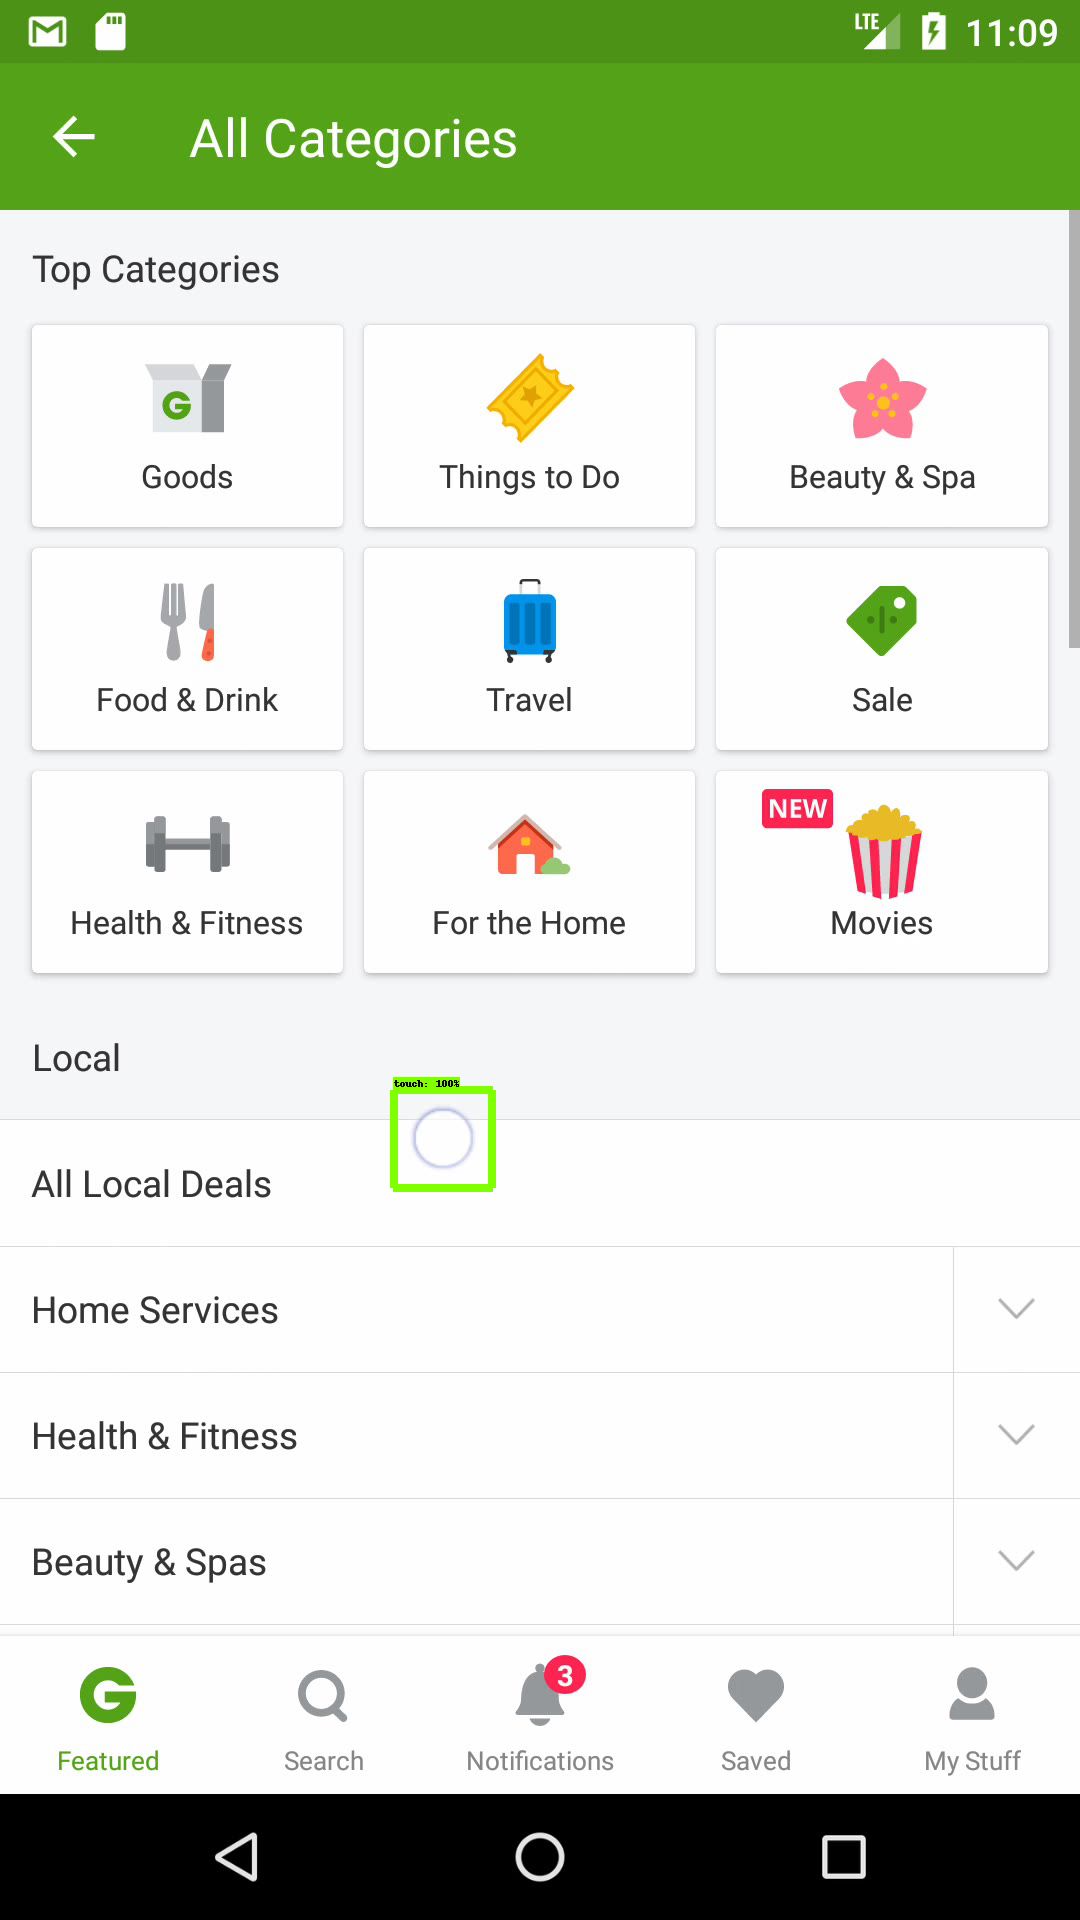 LTE 11:09
All Categories
Top Categories
Goods
Things to Do
Beauty & Spa
Food & Drink
Travel
Sale
Health & Fitness
For the Home
NEW
Movies
Local
touch: 100%
All Local Deals
Home Services
Health & Fitness
Beauty & Spas
3
Featured
Search
Notifications
Saved
My Stuff